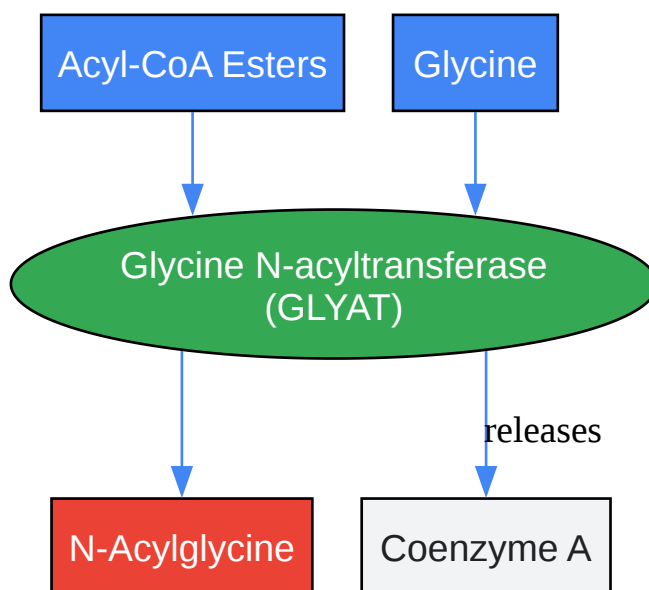 Acyl-CoA Esters
Glycine
Glycine N-acyltransferase
(GLYAT)
releases
N-Acylglycine
Coenzyme A